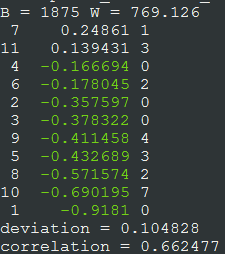 B = 1875 W = 769.126
7 0.24861 1
11 0.139431 3
4 -0.166694 0
6 -0.178045 2
2 -0.357597 0
3 -0.378322 0
9 -0.411458 4
5 -0.432689 3
8 -0.571574 2
10 -0.690195 7
1 -0.9181 0
deviation = 0.104828
correlation = 0.662477